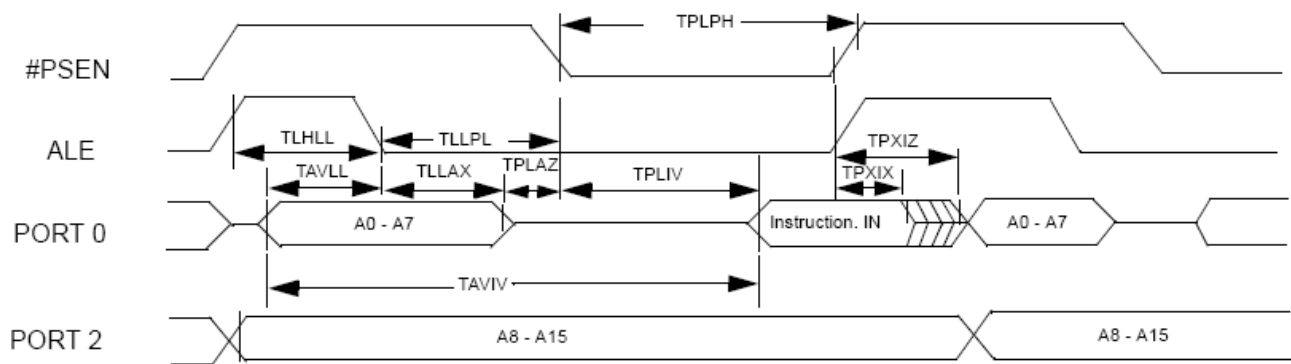 TPLPH
#PSEN
TLHLL
TLLPL
TPXIZ
ALE
TAVLL
TLLAX
TPLAZ
TPLIV
TPXIX
PORT 0
A0 - A7
Instruction. IN
A0 - A7
TAVIV
PORT 2
A8 - A15
A8 - A15